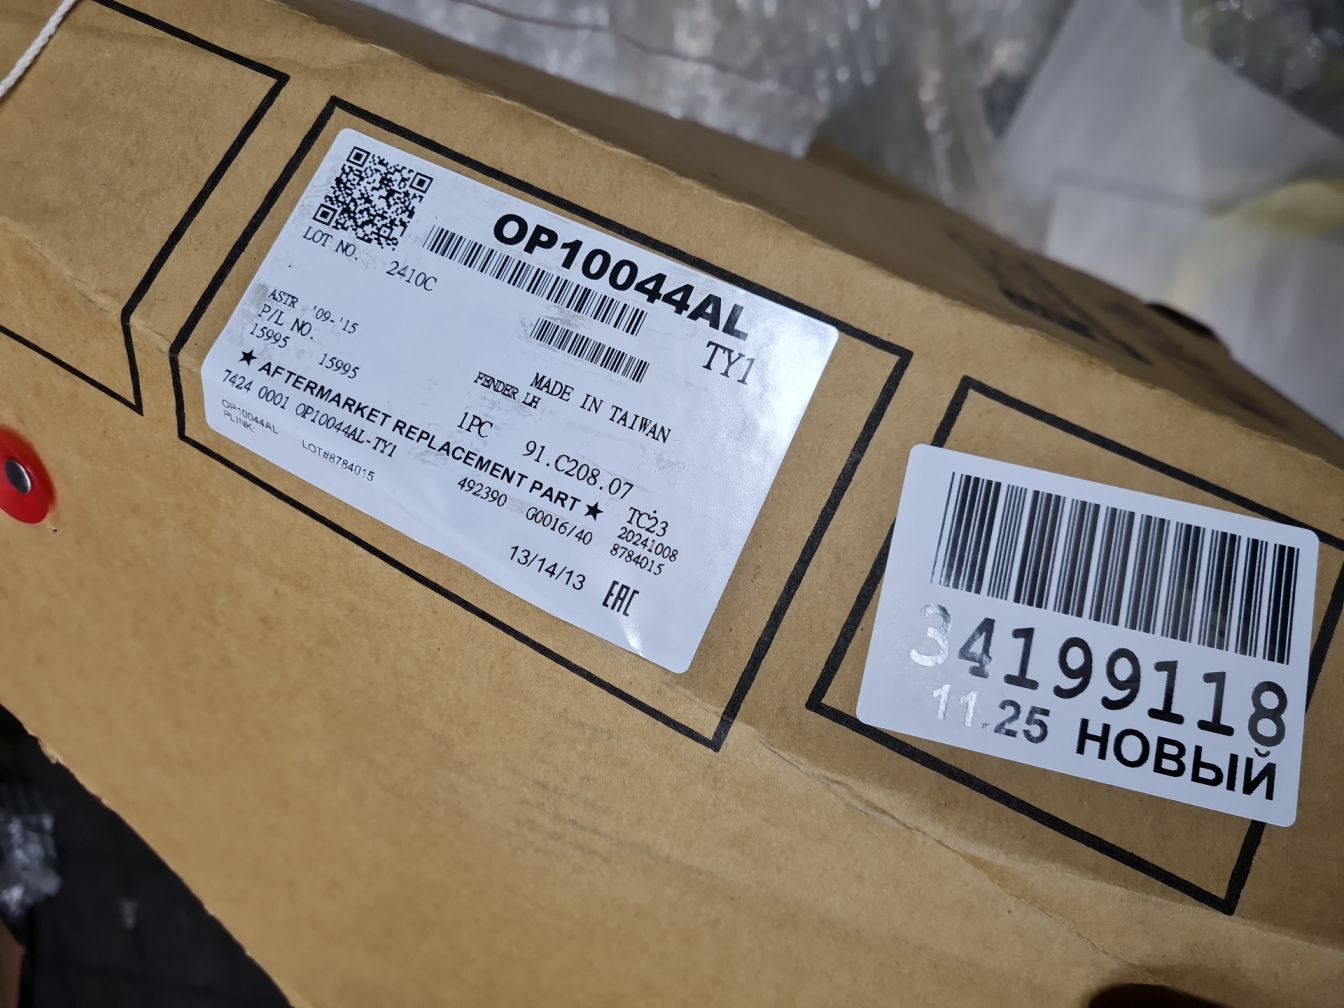 OP10044AL
TY1
LOT NO. 2410C
ASTR '09-'15
P/L NO.
15995 15995
MADE IN TAIWAN
FENDER LH
1PC 91.C208.07
★ AFTERMARKET REPLACEMENT PART ★
TC23
7424 0001 OP10044AL-TY1
492390 G0016/40
20241008
8784015
OP10044AL
PLINK:
LOT#8784015
13/14/13
EAC
34199118
11.25 НОВЫЙ